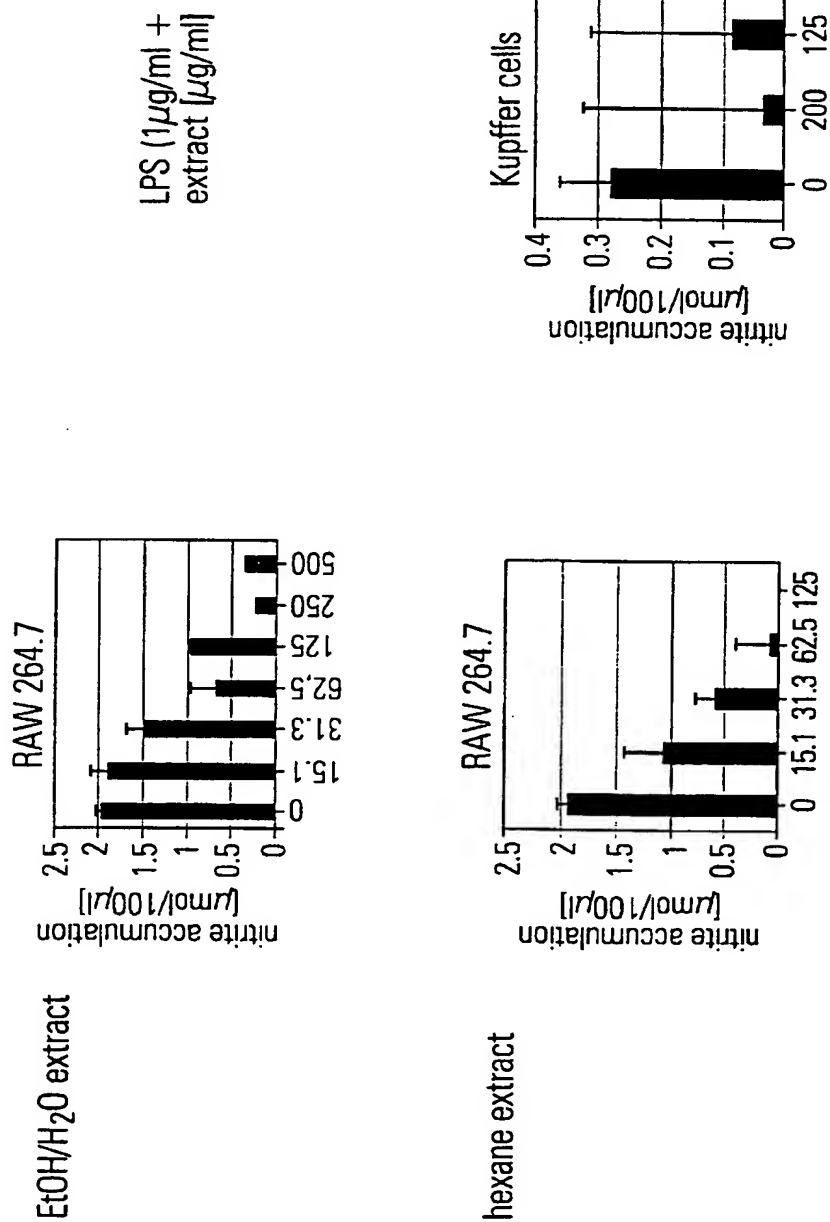 EtOH/H2O extract
RAW 264.7
nitrite accumulation
[μmol/100μl]
2.5
2
1.5
1
0.5
0
0 15.1 31.3 62,5 125 250 500
LPS (1μg/ml +
extract [μg/ml]
hexane extract
RAW 264.7
nitrite accumulation
[μmol/100μl]
2.5
2
1.5
1
0.5
0
0 15.1 31.3 62.5 125
Kupffer cells
nitrite accumulation
[μmol/100μl]
0.4
0.3
0.2
0.1
0
0 200 125